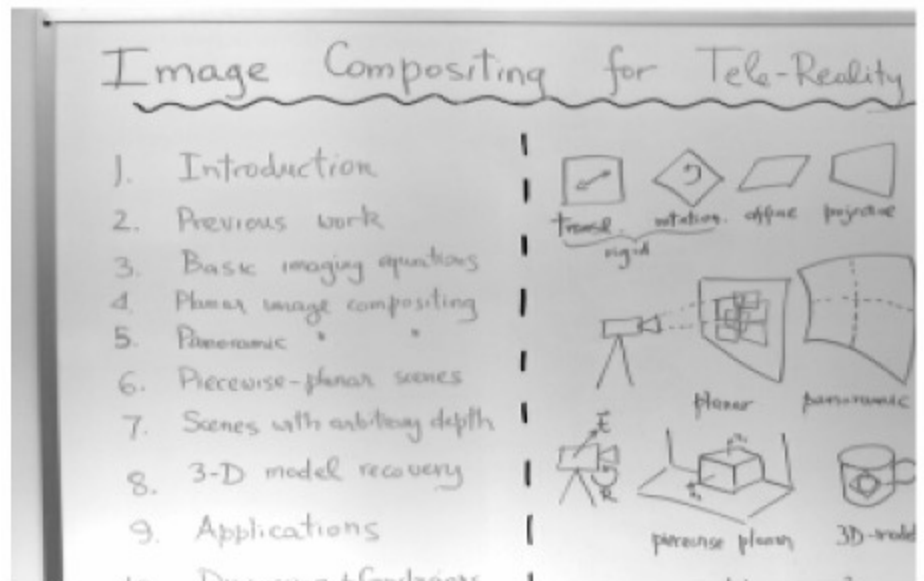 Image Compositing for Tele-Reality
1. Introduction
2. Previous work
3. Basic imaging equations
4. Planar image compositing
5. Panoramic " "
6. Piecewise-planar scenes
7. Scenes with arbitrary depth
8. 3-D model recovery
9. Applications
transl. rotation. affine projective
rigid
planar panoramic
t
R
piecewise planar 3D-model